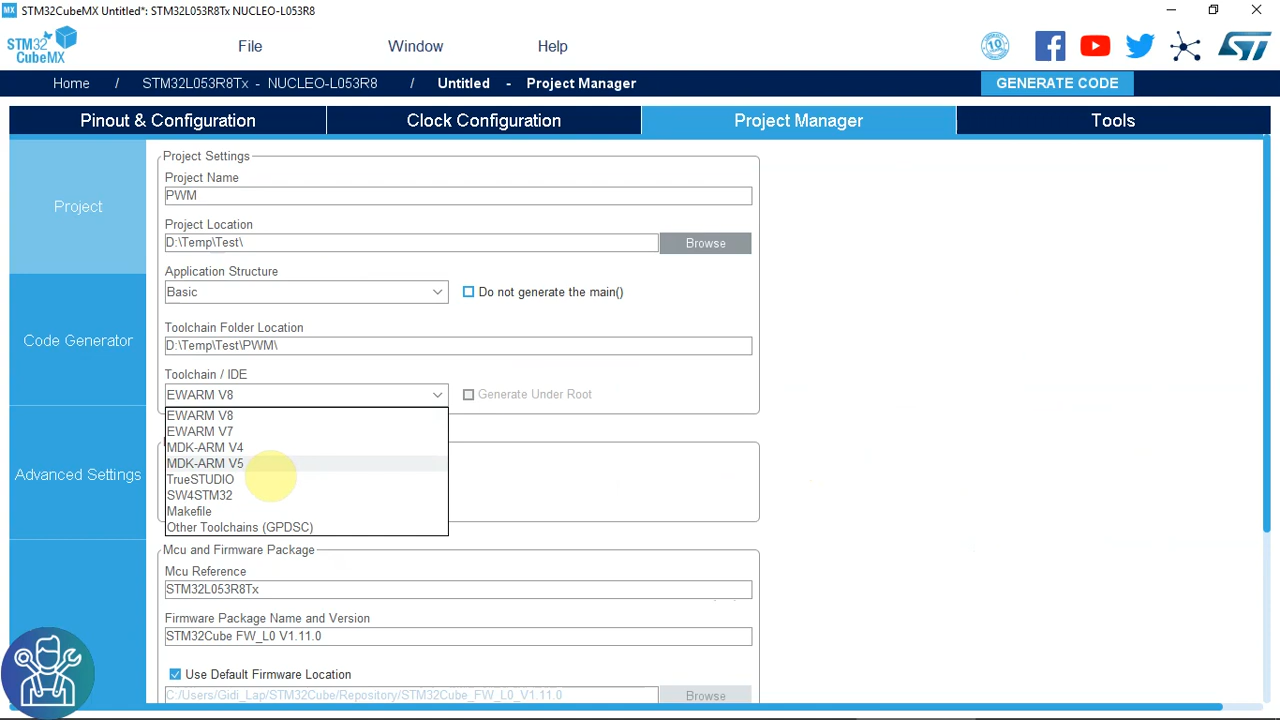 MX STM32CubeMX Untitled*: STM32L053R8Tx NUCLEO-L053R8
STM32
CubeMX
File Window Help
10
Home / STM32L053R8Tx - NUCLEO-L053R8 / Untitled - Project Manager GENERATE CODE
Pinout & Configuration Clock Configuration Project Manager Tools
Project
Code Generator
Advanced Settings
Project Settings
Project Name
PWM
Project Location
D:\Temp\Test\ Browse
Application Structure
Basic Do not generate the main()
Toolchain Folder Location
D:\Temp\Test\PWM\
Toolchain / IDE
EWARM V8 Generate Under Root
EWARM V8
EWARM V7
MDK-ARM V4
MDK-ARM V5
TrueSTUDIO
SW4STM32
Makefile
Other Toolchains (GPDSC)
Mcu and Firmware Package
Mcu Reference
STM32L053R8Tx
Firmware Package Name and Version
STM32Cube FW_L0 V1.11.0
Use Default Firmware Location
C:/Users/Gidi_Lap/STM32Cube/Repository/STM32Cube_FW_L0_V1.11.0 Browse